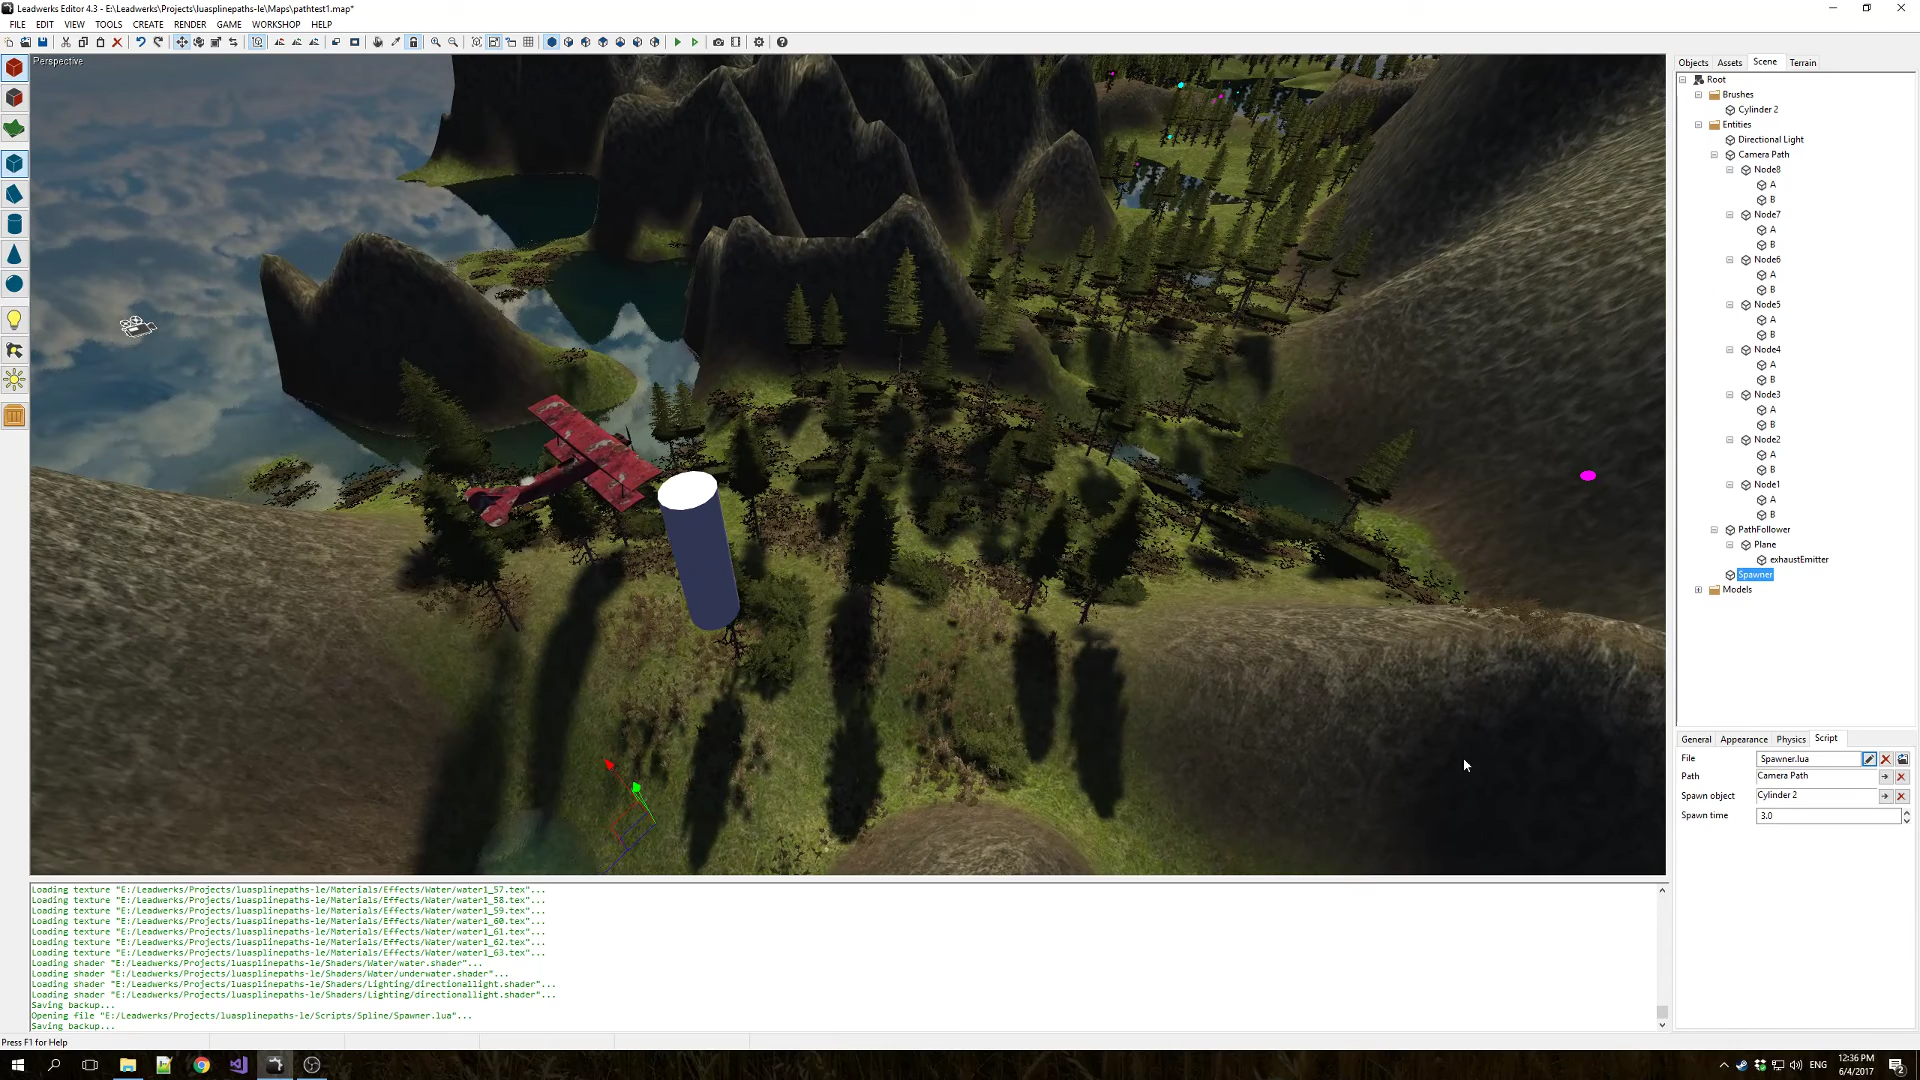 Leadwerks Editor 4.3 - E:\Leadwerks\Projects\luasplinepaths-le\Maps\pathtest1.map*
FILE EDIT VIEW TOOLS CREATE RENDER GAME WORKSHOP HELP
Perspective
Objects Assets Scene Terrain
Root
Brushes
Cylinder 2
Entities
Directional Light
Camera Path
Node8
A
B
Node7
A
B
Node6
A
B
Node5
A
B
Node4
A
B
Node3
A
B
Node2
A
B
Node1
A
B
PathFollower
Plane
exhaustEmitter
Spawner
Models
General Appearance Physics Script
File Spawner.lua
Path Camera Path
Spawn object Cylinder 2
Spawn time 3.0
Loading texture "E:/Leadwerks/Projects/luasplinepaths-le/Materials/Effects/Water/water1_57.tex"...
Loading texture "E:/Leadwerks/Projects/luasplinepaths-le/Materials/Effects/Water/water1_58.tex"...
Loading texture "E:/Leadwerks/Projects/luasplinepaths-le/Materials/Effects/Water/water1_59.tex"...
Loading texture "E:/Leadwerks/Projects/luasplinepaths-le/Materials/Effects/Water/water1_60.tex"...
Loading texture "E:/Leadwerks/Projects/luasplinepaths-le/Materials/Effects/Water/water1_61.tex"...
Loading texture "E:/Leadwerks/Projects/luasplinepaths-le/Materials/Effects/Water/water1_62.tex"...
Loading texture "E:/Leadwerks/Projects/luasplinepaths-le/Materials/Effects/Water/water1_63.tex"...
Loading shader "E:/Leadwerks/Projects/luasplinepaths-le/Shaders/Water/water.shader"...
Loading shader "E:/Leadwerks/Projects/luasplinepaths-le/Shaders/Water/underwater.shader"...
Loading shader "E:/Leadwerks/Projects/luasplinepaths-le/Shaders/Lighting/directionallight.shader"...
Loading shader "E:/Leadwerks/Projects/luasplinepaths-le/Shaders/Lighting/directionallight.shader"...
Saving backup...
Opening file "E:/Leadwerks/Projects/luasplinepaths-le/Scripts/Spline/Spawner.lua"...
Saving backup...
Press F1 for Help
ENG
12:36 PM
6/4/2017
2